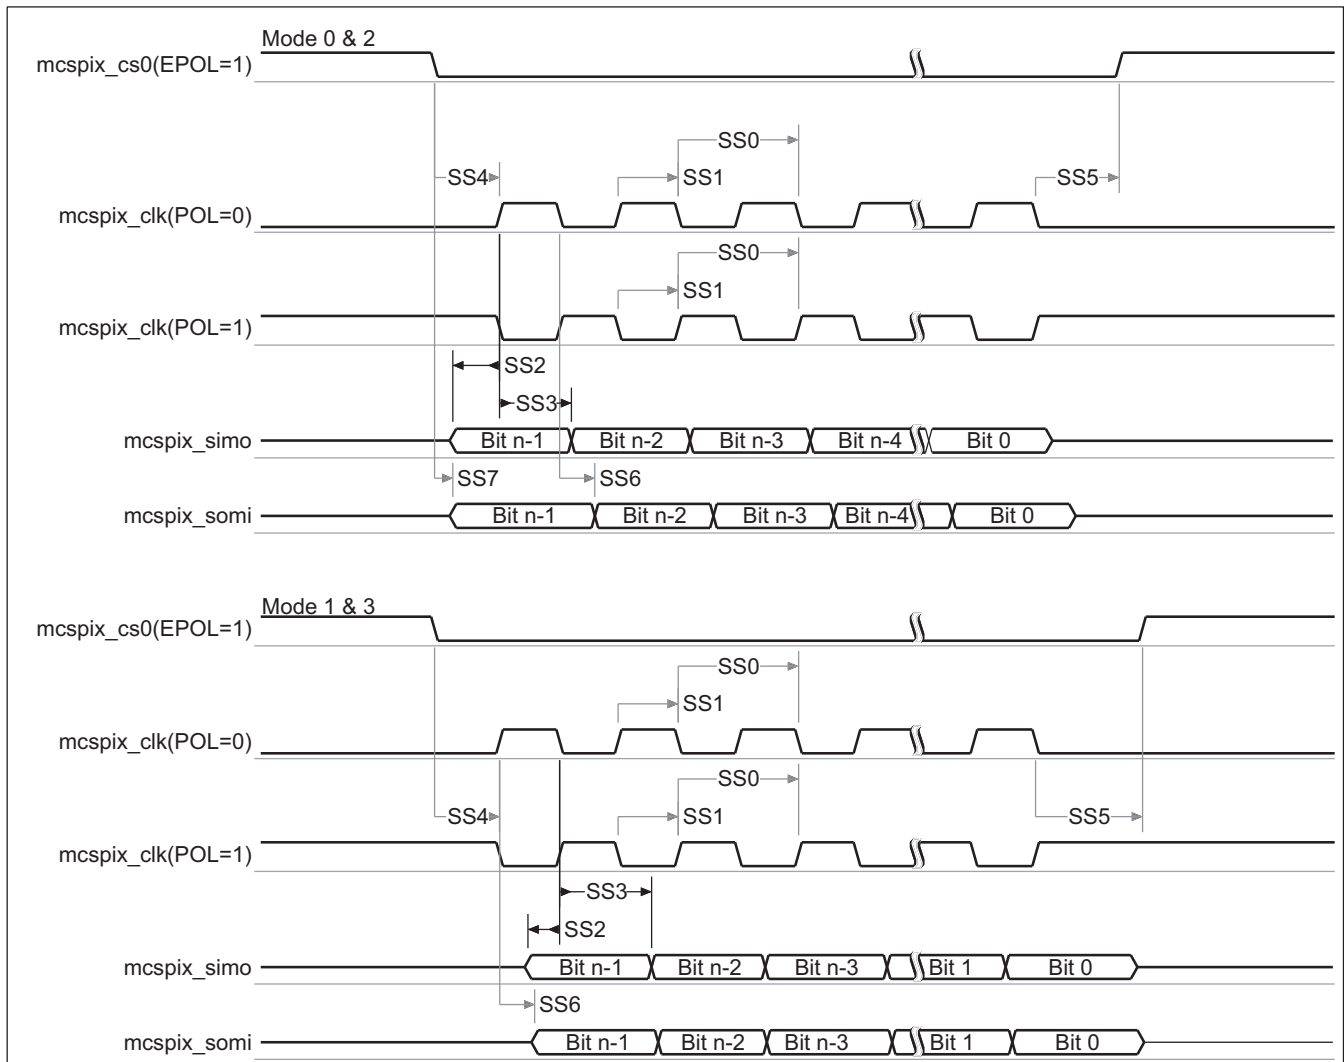 Mode 0 & 2
mcspix_cs0(EPOL=1)
SS0
SS4 SS1 SS5
mcspix_clk(POL=0)
SS0
SS1
mcspix_clk(POL=1)
SS2
SS3
mcspix_simo Bit n-1 Bit n-2 Bit n-3 Bit n-4 Bit 0
SS7 SS6
mcspix_somi Bit n-1 Bit n-2 Bit n-3 Bit n-4 Bit 0
Mode 1 & 3
mcspix_cs0(EPOL=1)
SS0
SS1
mcspix_clk(POL=0)
SS0
SS4 SS1 SS5
mcspix_clk(POL=1)
SS3
SS2
mcspix_simo Bit n-1 Bit n-2 Bit n-3 Bit 1 Bit 0
SS6
mcspix_somi Bit n-1 Bit n-2 Bit n-3 Bit 1 Bit 0